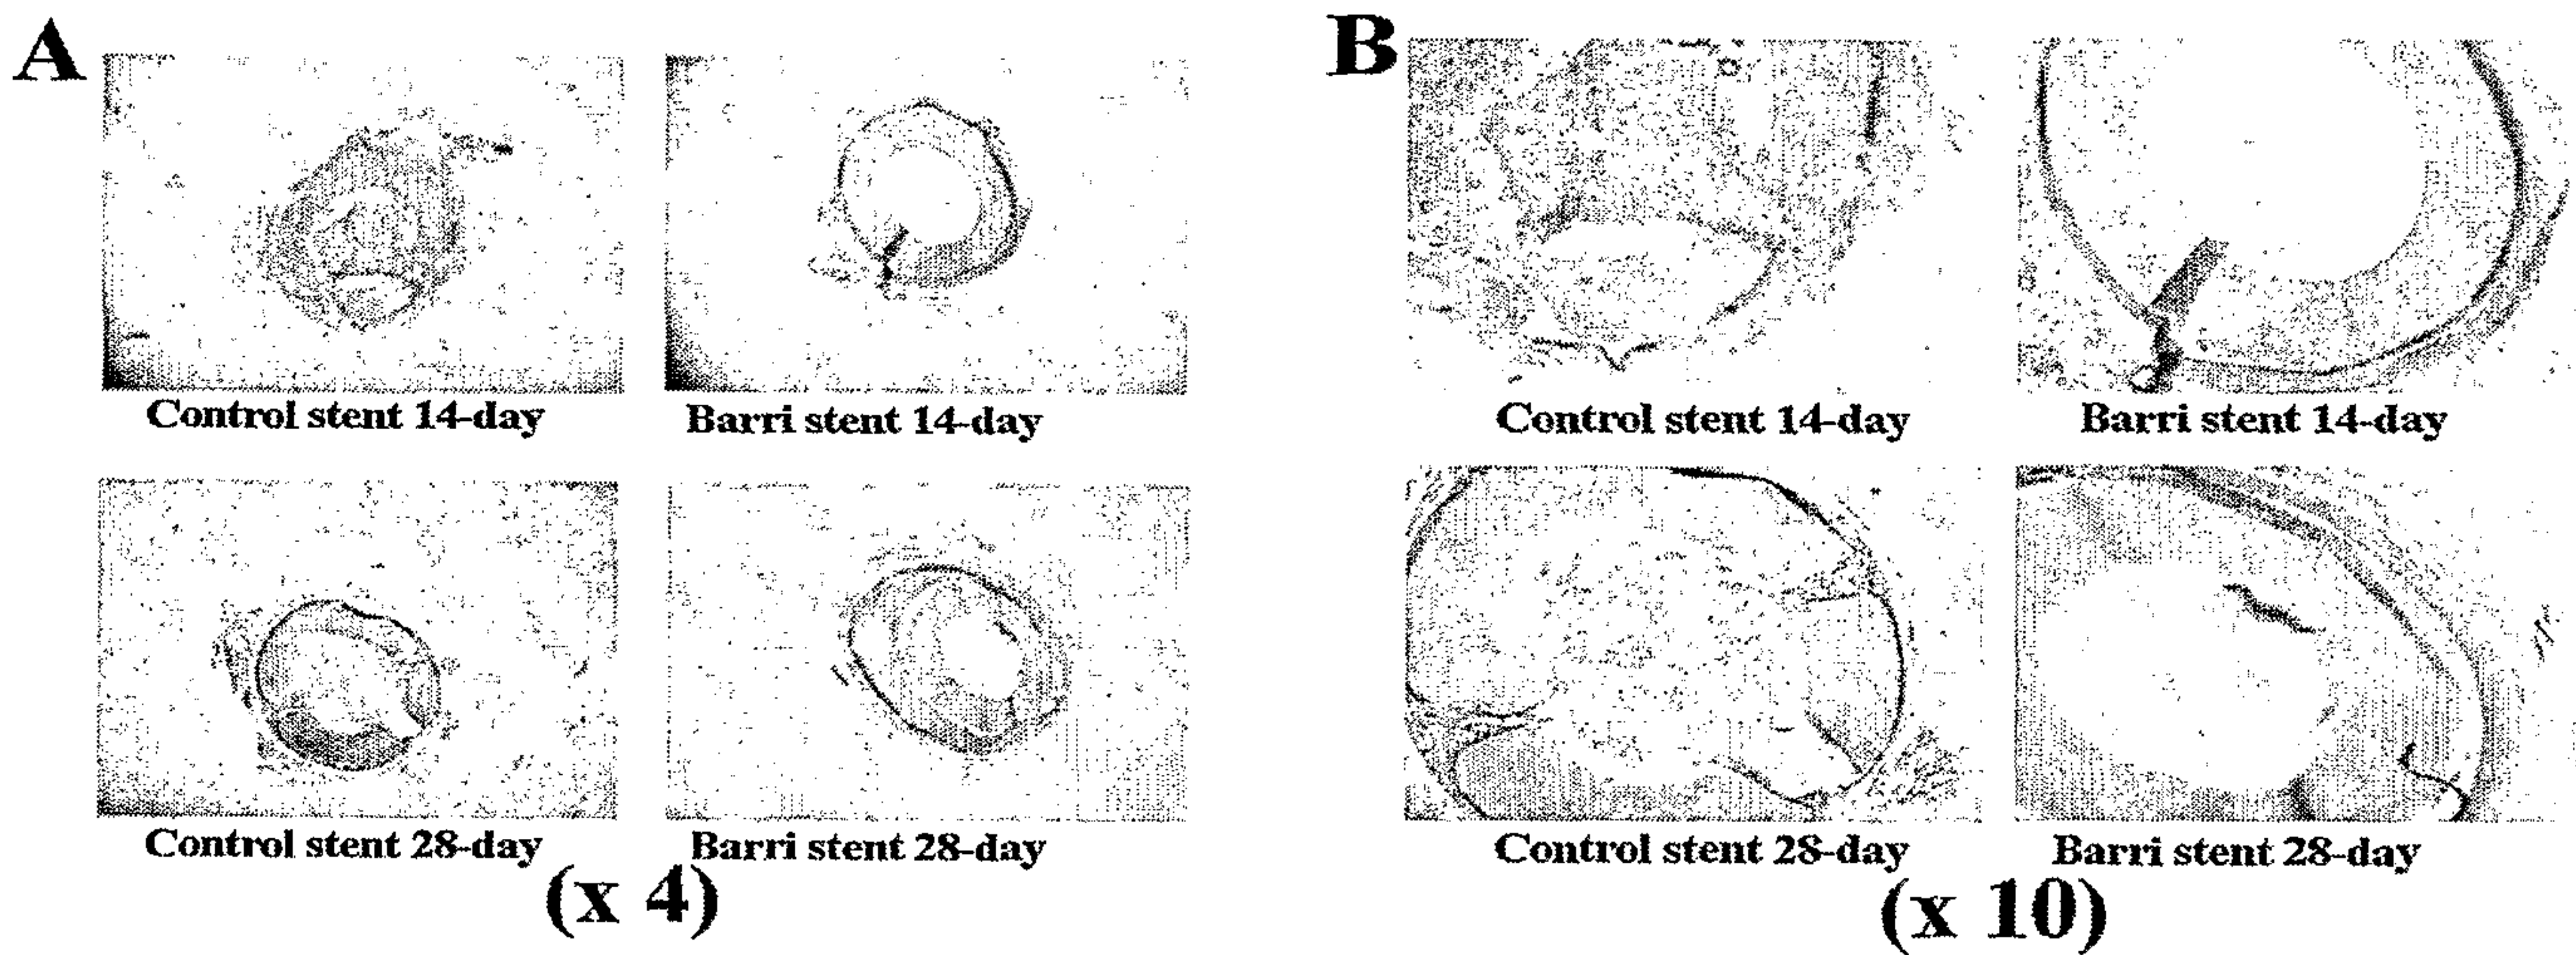 A
Control stent 14-day
Barri stent 14-day
Control stent 28-day
Barri stent 28-day
(x 4)
B
Control stent 14-day
Barri stent 14-day
Control stent 28-day
Barri stent 28-day
(x 10)